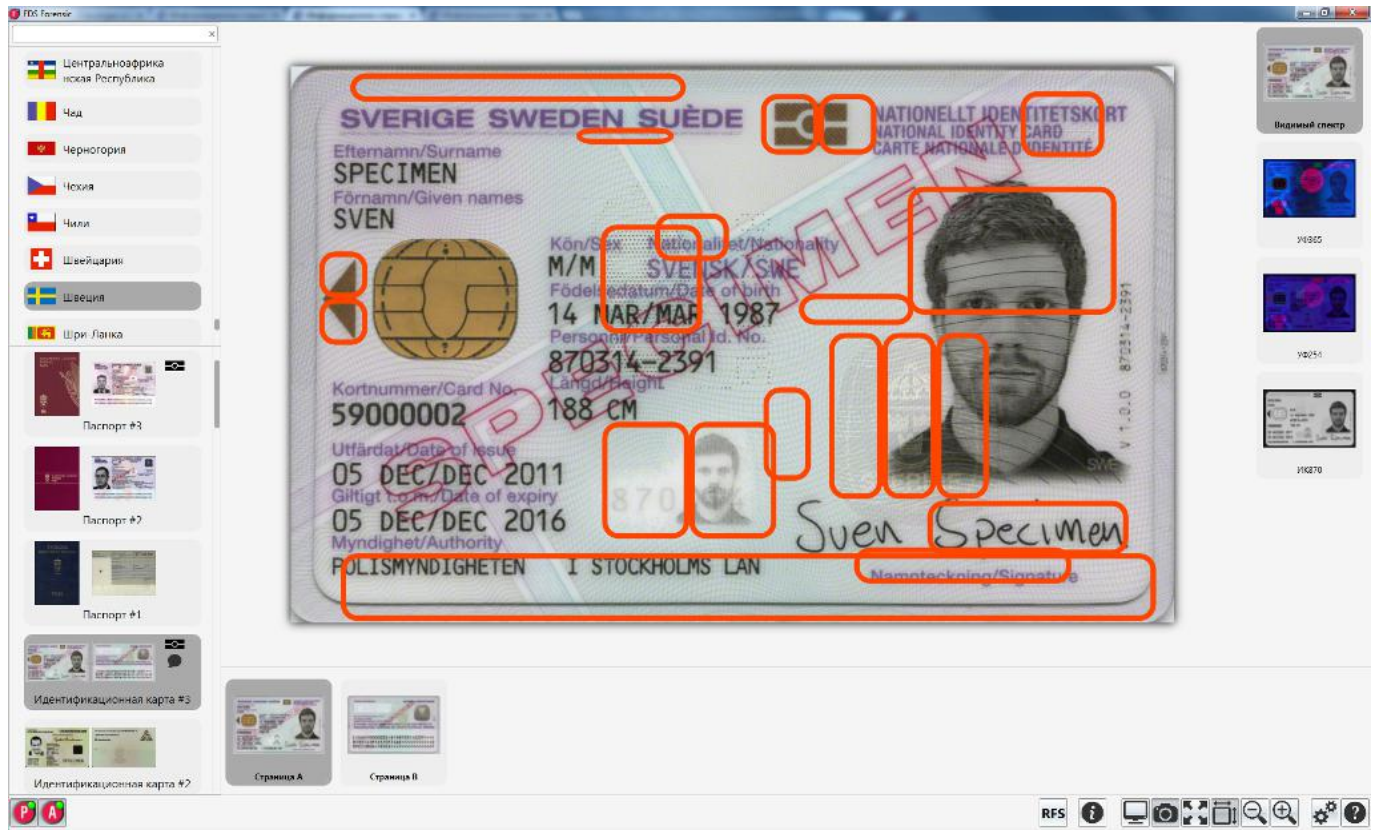 FDS Forensic
Центральноафрика
нская Республика
Чад
Черногория
Чехия
Чили
Швейцария
Швеция
Шри-Ланка
Паспорт #3
Паспорт #2
Паспорт #1
Идентификационная карта #3
Идентификационная карта #2
SVERIGE SWEDEN SUÈDE
NATIONELLT IDENTITETSKORT
NATIONAL IDENTITY CARD
CARTE NATIONALE D'IDENTITÉ
Efternamn/Surname
SPECIMEN
Förnamn/Given names
SVEN
Kön/Sex Nationalitet/Nationality
M/M SVENSK/SWE
Födelsedatum/Date of birth
14 MAR/MAR 1987
Personnr/Personal Id. No.
870314-2391
Längd/Height
188 CM
Kortnummer/Card No.
59000002
Utfärdat/Date of issue
05 DEC/DEC 2011
Giltigt t.o.m./Date of expiry
05 DEC/DEC 2016
Myndighet/Authority
POLISMYNDIGHETEN I STOCKHOLMS LÄN
SPECIMEN
V 1.0.0 870314-2391
SWE
Sven Specimen
Namnteckning/Signature
Видимый спектр
УФ365
УФ254
ИК870
Страница A
Страница B
P A
RFS